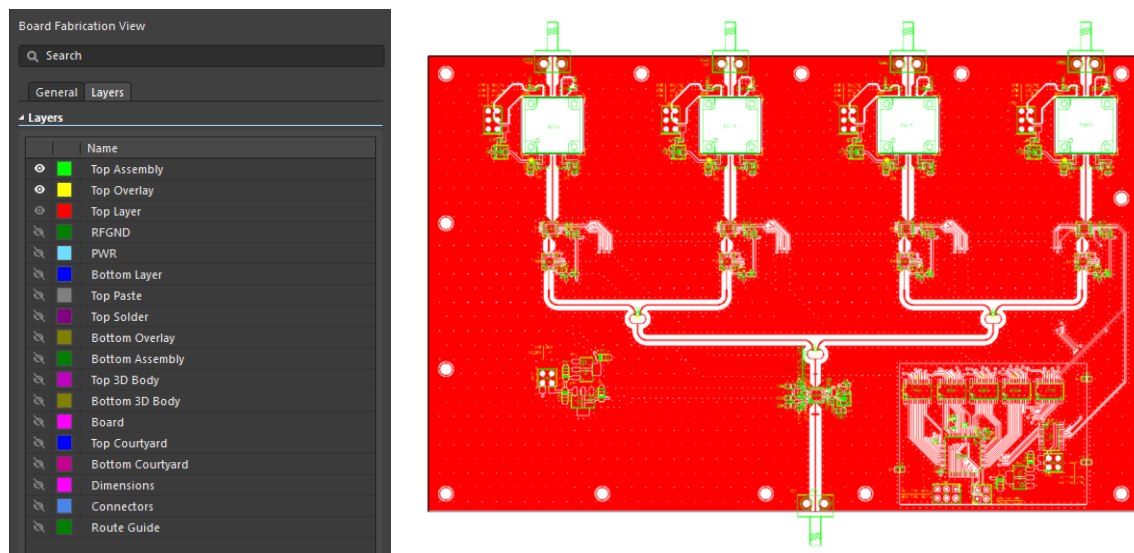 Board Fabrication View
Search
General Layers
Layers
Name
Top Assembly
Top Overlay
Top Layer
RFGND
PWR
Bottom Layer
Top Paste
Top Solder
Bottom Overlay
Bottom Assembly
Top 3D Body
Bottom 3D Body
Board
Top Courtyard
Bottom Courtyard
Dimensions
Connectors
Route Guide